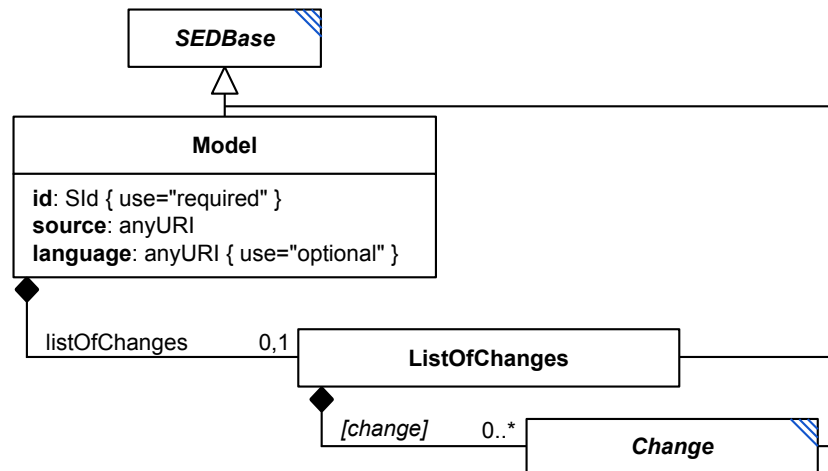 SEDBase
Model
id: SId { use="required" }
source: anyURI
language: anyURI { use="optional" }
listOfChanges 0,1
ListOfChanges
[change] 0..*
Change